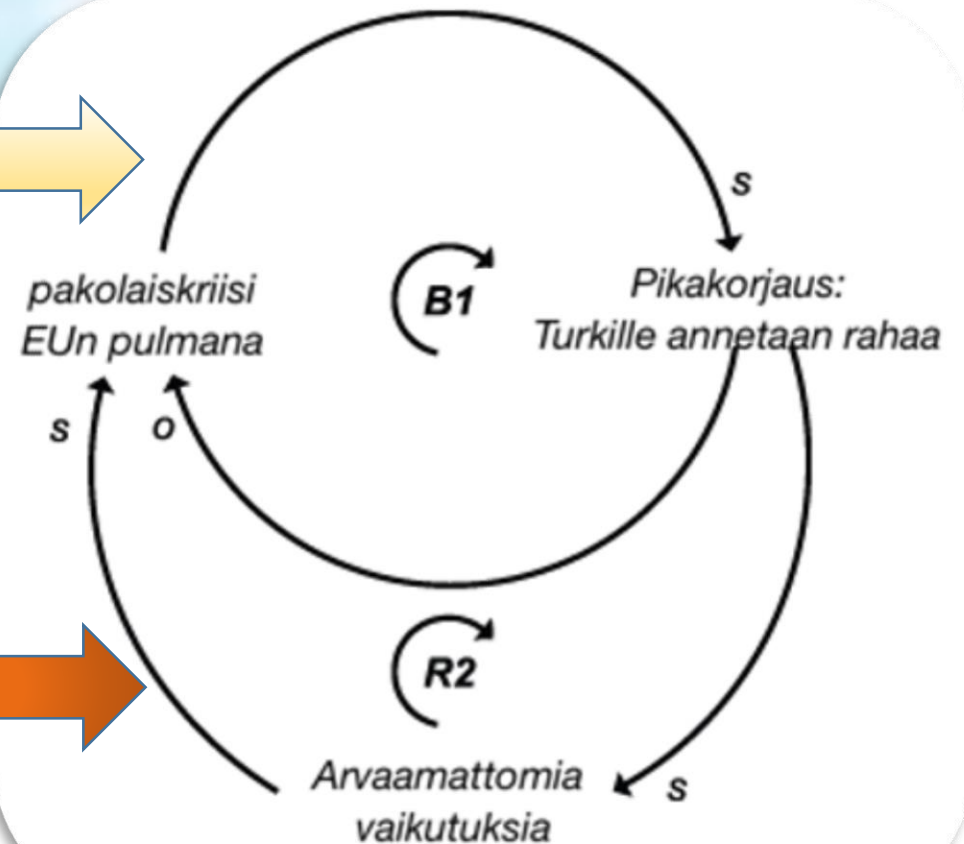 s
pakolaiskriisi
EUn pulmana
B1
Pikakorjaus:
Turkille annetaan rahaa
s
o
R2
Arvaamattomia
vaikutuksia
s